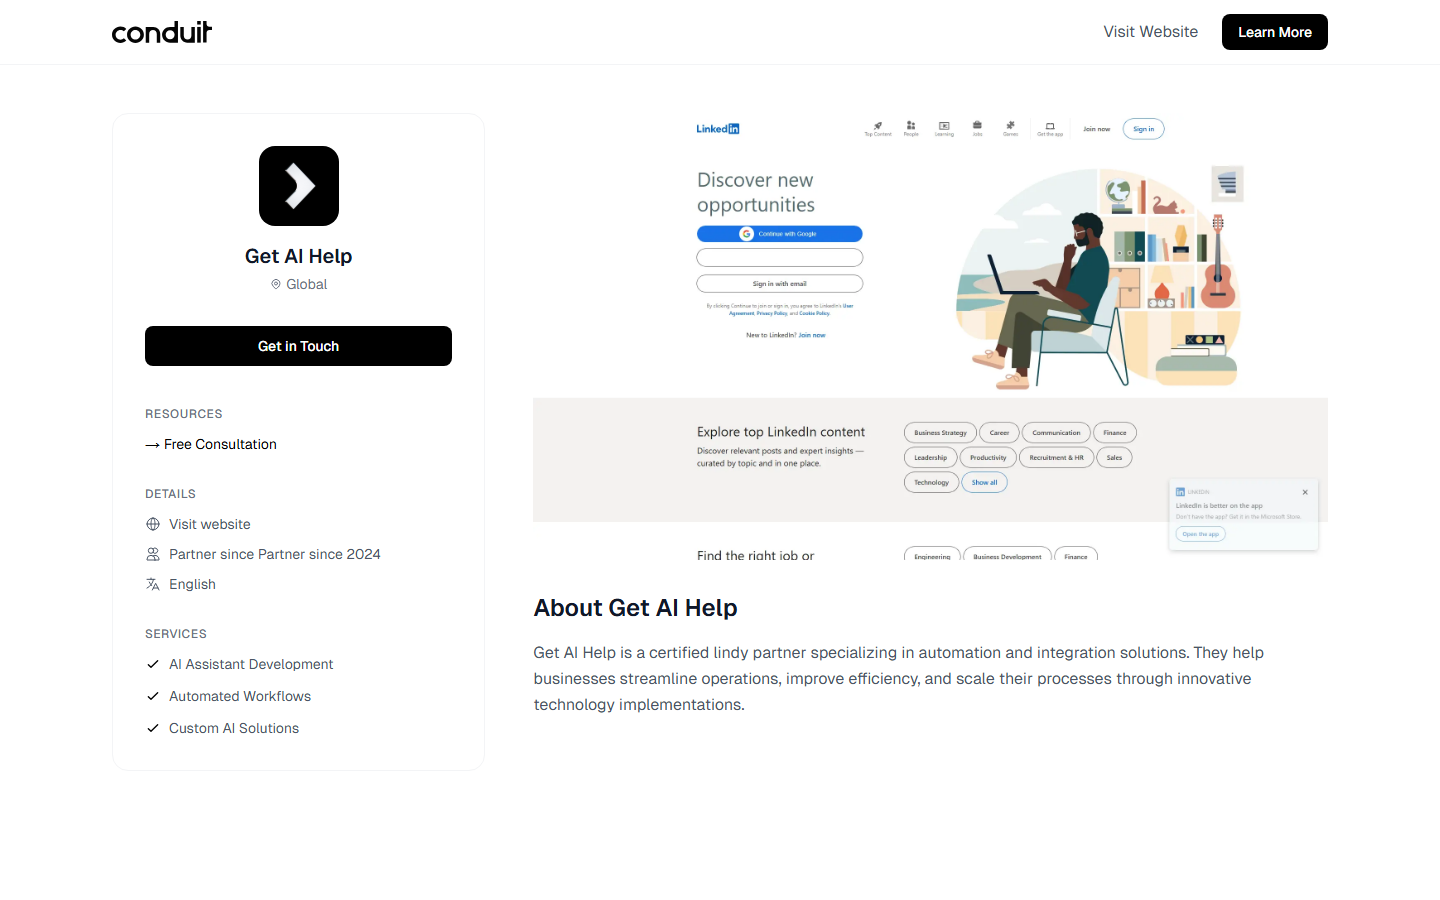 conduit
Visit Website
Learn More
Get AI Help
Global
Get in Touch
RESOURCES
→ Free Consultation
DETAILS
Visit website
Partner since Partner since 2024
English
SERVICES
AI Assistant Development
Automated Workflows
Custom AI Solutions
Linkedin
Top Content
People
Learning
Jobs
Games
Get the app
Join now
Sign in
Discover new
opportunities
Continue with Google
Sign in with email
By clicking Continue to join or sign in, you agree to LinkedIn's User
Agreement, Privacy Policy, and Cookie Policy.
New to LinkedIn? Join now
Explore top LinkedIn content
Discover relevant posts and expert insights —
curated by topic and in one place.
Business Strategy
Career
Communication
Finance
Leadership
Productivity
Recruitment & HR
Sales
Technology
Show all
LINKEDIN
LinkedIn is better on the app
Don't have the app? Get it in the Microsoft Store.
Open the app
Find the right job or
Engineering
Business Development
Finance
About Get AI Help
Get AI Help is a certified lindy partner specializing in automation and integration solutions. They help
businesses streamline operations, improve efficiency, and scale their processes through innovative
technology implementations.